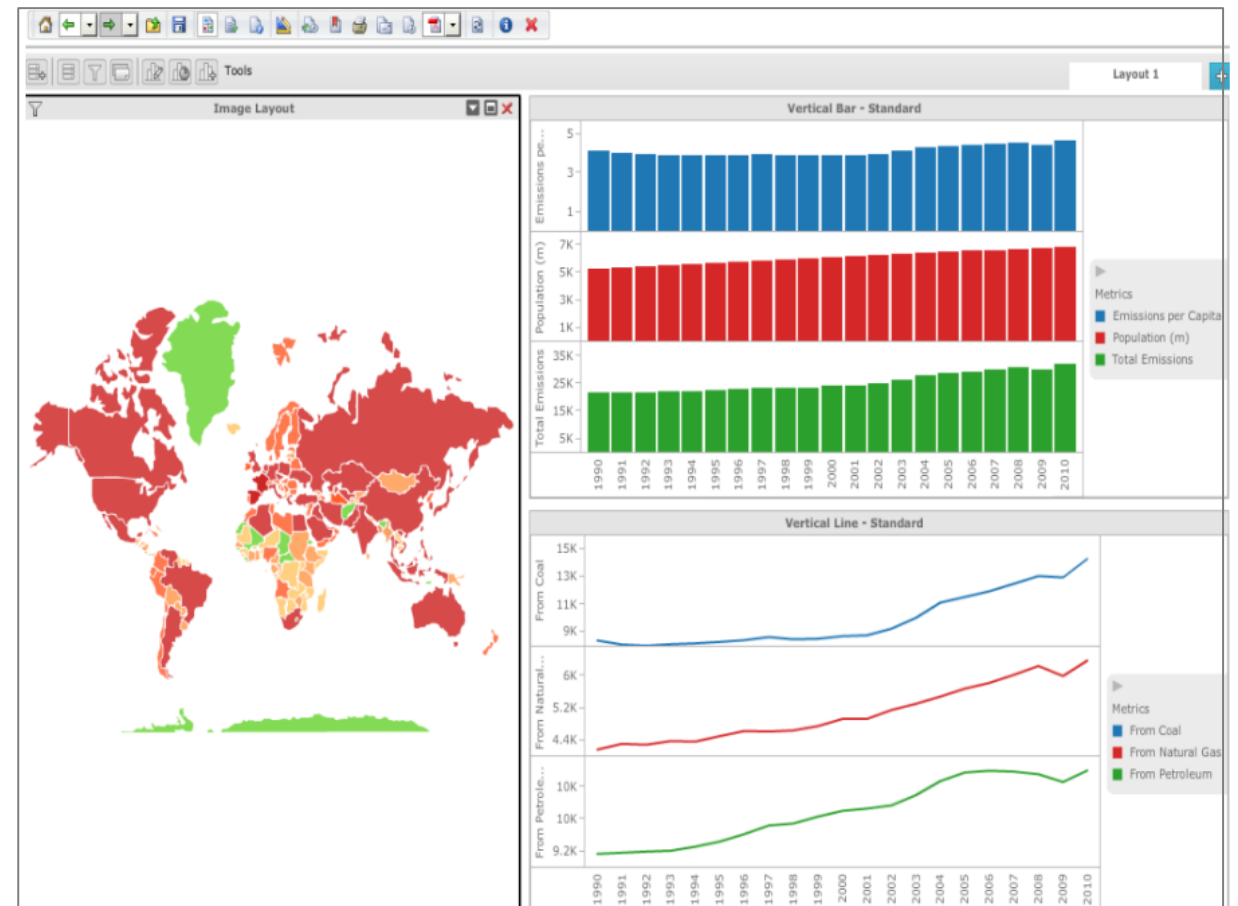 Tools
Layout 1
Image Layout
Vertical Bar - Standard
Emissions pe...
5
3
1
Population (m)
7K
5K
3K
1K
Total Emissions
35K
25K
15K
5K
1990 1991 1992 1993 1994 1995 1996 1997 1998 1999 2000 2001 2002 2003 2004 2005 2006 2007 2008 2009 2010
Metrics
Emissions per Capita
Population (m)
Total Emissions
Vertical Line - Standard
From Coal
15K
13K
11K
9K
From Natural...
6K
5.2K
4.4K
From Petrole...
10K
10K
9.2K
1990 1991 1992 1993 1994 1995 1996 1997 1998 1999 2000 2001 2002 2003 2004 2005 2006 2007 2008 2009 2010
Metrics
From Coal
From Natural Gas
From Petroleum